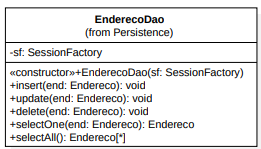 EnderecoDao
(from Persistence)
-sf: SessionFactory
«constructor»+EnderecoDao(sf: SessionFactory)
+insert(end: Endereco): void
+update(end: Endereco): void
+delete(end: Endereco): void
+selectOne(end: Endereco): Endereco
+selectAll(): Endereco[*]